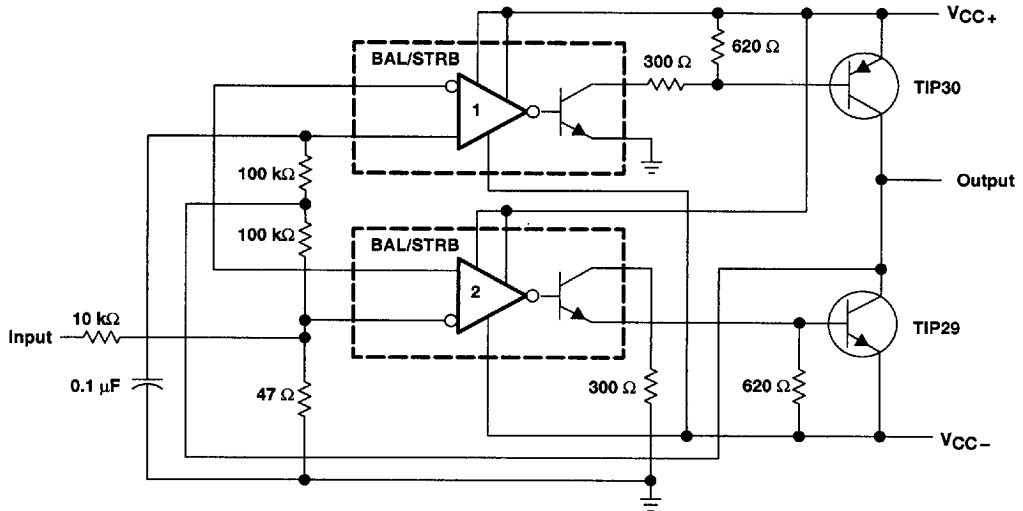 VCC+
BAL/STRB
620 Ω
300 Ω
TIP30
1
100 kΩ
Output
100 kΩ
BAL/STRB
2
10 kΩ
Input
TIP29
0.1 μF
47 Ω
300 Ω
620 Ω
VCC−